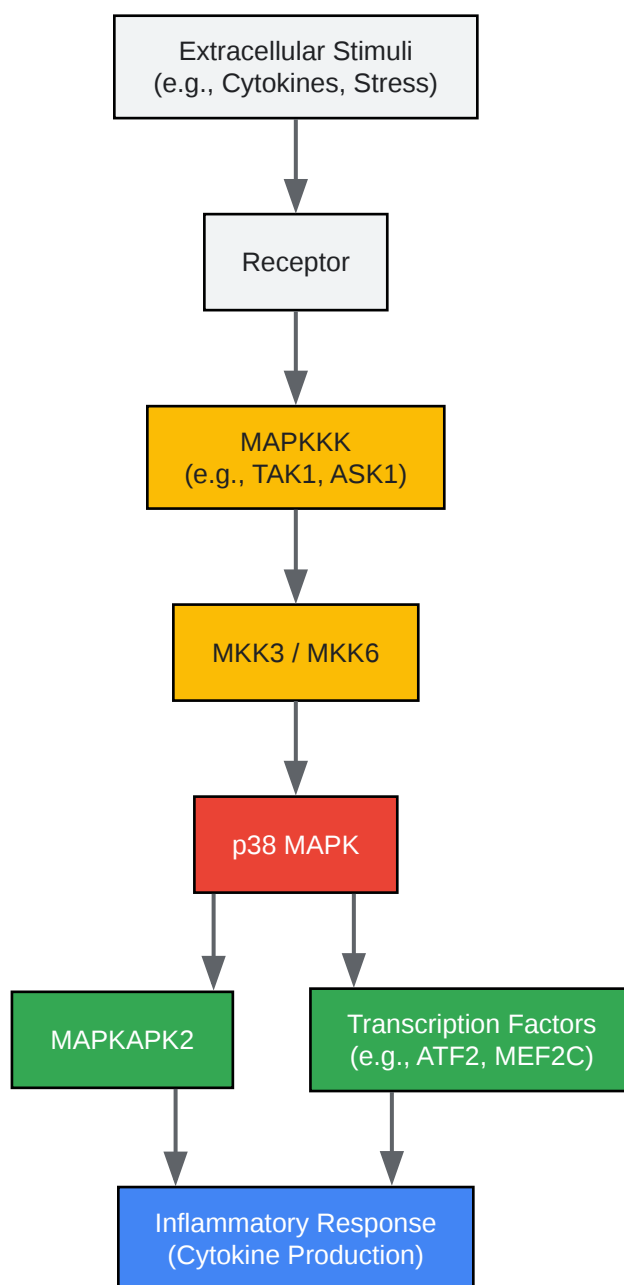 Extracellular Stimuli
(e.g., Cytokines, Stress)
Receptor
MAPKKK
(e.g., TAK1, ASK1)
MKK3 / MKK6
p38 MAPK
MAPKAPK2
Transcription Factors
(e.g., ATF2, MEF2C)
Inflammatory Response
(Cytokine Production)